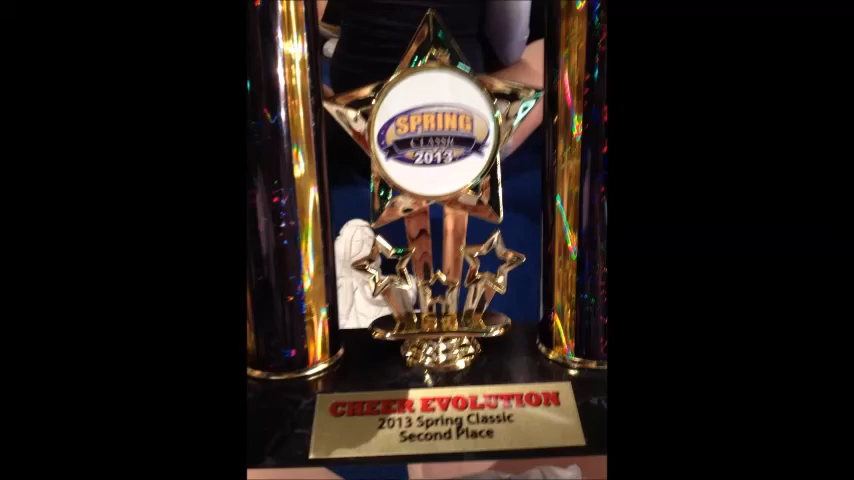 SPRING
CLASSIC
2013
CHEER EVOLUTION
2013 Spring Classic
Second Place